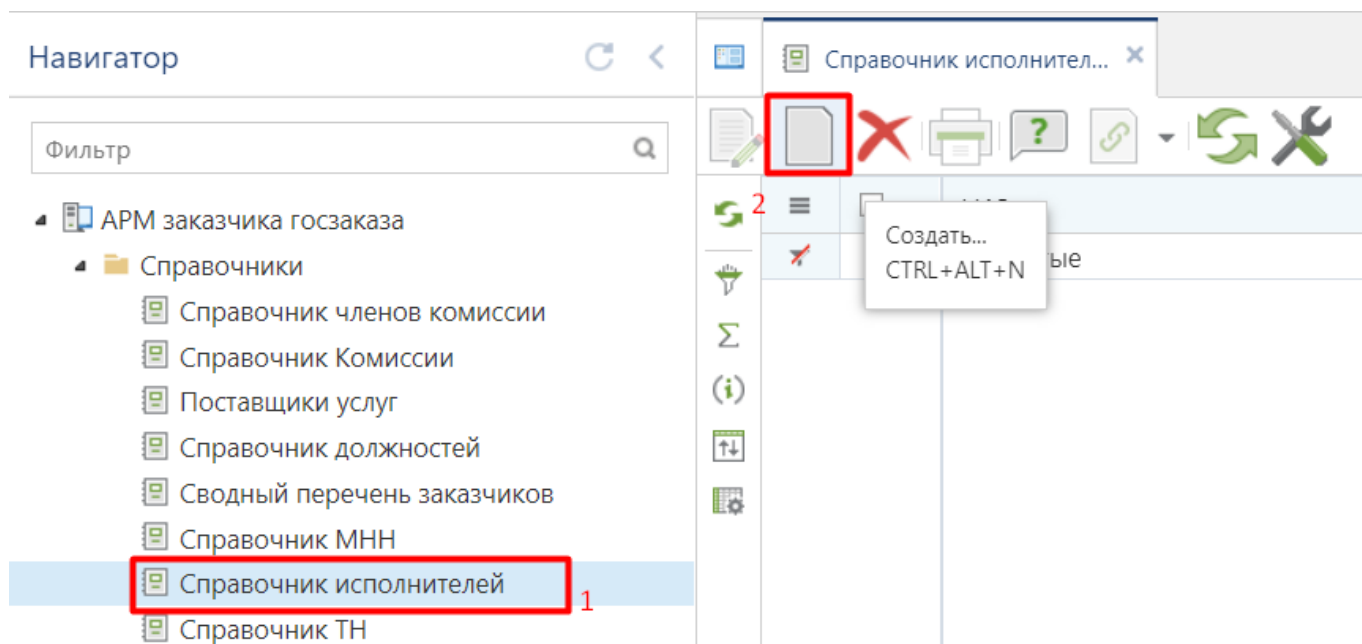 Навигатор
Справочник исполнител...
Фильтр
?
2
АРМ заказчика госзаказа
Создать...
CTRL+ALT+N
ые
Справочники
Справочник членов комиссии
Справочник Комиссии
Σ
(i)
Поставщики услуг
Справочник должностей
Сводный перечень заказчиков
Справочник МНН
Справочник исполнителей
1
Справочник ТН